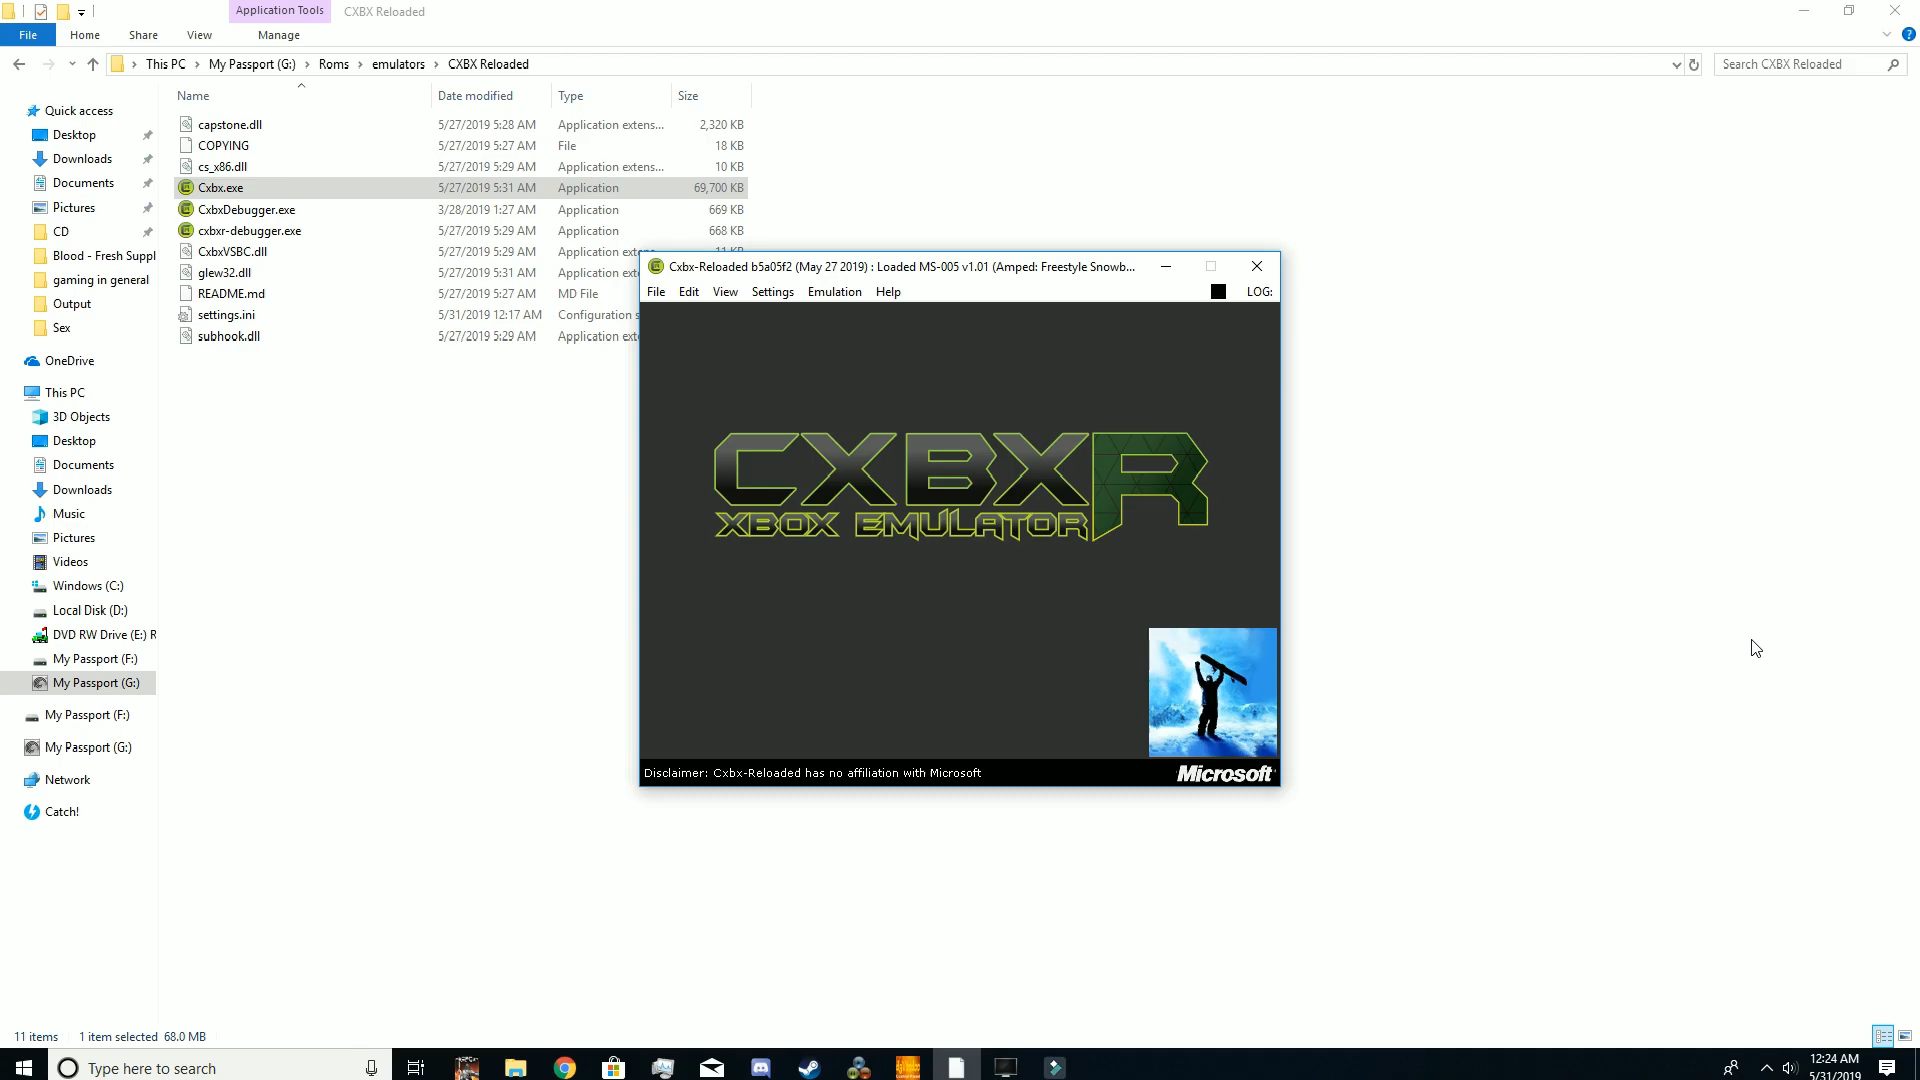 Application Tools
CXBX Reloaded
File
Home
Share
View
Manage
This PC > My Passport (G:) > Roms > emulators > CXBX Reloaded
Search CXBX Reloaded
Name
Date modified
Type
Size
capstone.dll 5/27/2019 5:28 AM Application extens... 2,320 KB
COPYING 5/27/2019 5:27 AM File 18 KB
cs_x86.dll 5/27/2019 5:29 AM Application extens... 10 KB
Cxbx.exe 5/27/2019 5:31 AM Application 69,700 KB
CxbxDebugger.exe 3/28/2019 1:27 AM Application 669 KB
cxbxr-debugger.exe 5/27/2019 5:29 AM Application 668 KB
CxbxVSBC.dll 5/27/2019 5:29 AM Application extens... 11 KB
glew32.dll 5/27/2019 5:31 AM Application ext
README.md 5/27/2019 5:27 AM MD File
settings.ini 5/31/2019 12:17 AM Configuration s
subhook.dll 5/27/2019 5:29 AM Application ext
Quick access
Desktop
Downloads
Documents
Pictures
CD
Blood - Fresh Suppl
gaming in general
Output
Sex
OneDrive
This PC
3D Objects
Desktop
Documents
Downloads
Music
Pictures
Videos
Windows (C:)
Local Disk (D:)
DVD RW Drive (E:) R
My Passport (F:)
My Passport (G:)
My Passport (F:)
My Passport (G:)
Network
Catch!
Cxbx-Reloaded b5a05f2 (May 27 2019) : Loaded MS-005 v1.01 (Amped: Freestyle Snowb...
File Edit View Settings Emulation Help
LOG:
CXBXR
XBOX EMULATOR
Disclaimer: Cxbx-Reloaded has no affiliation with Microsoft
Microsoft
11 items
1 item selected 68.0 MB
Type here to search
12:24 AM
5/31/2019